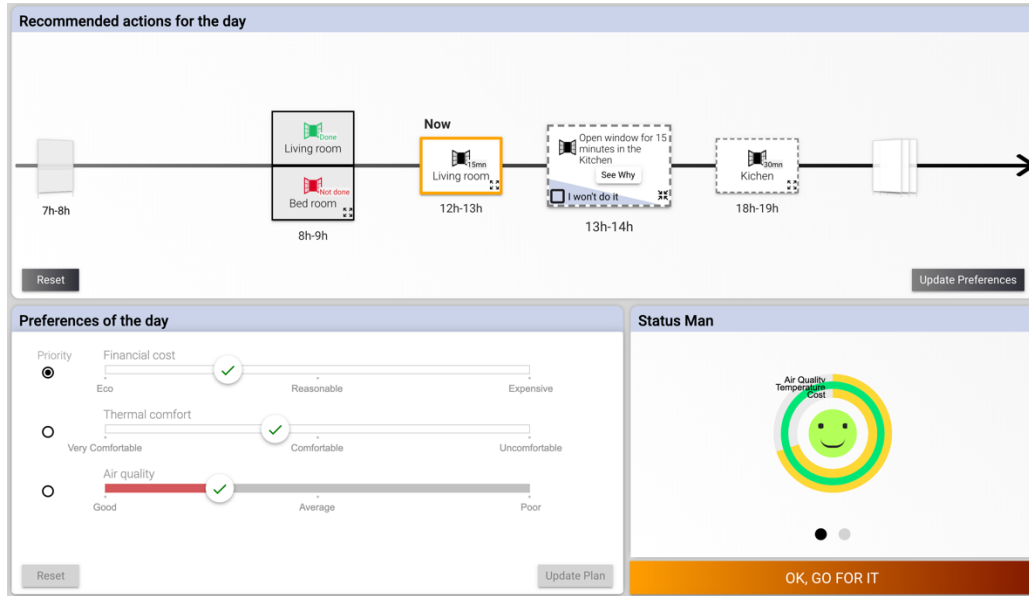 Recommended actions for the day
Done
Living room
Not done
Bed room
Now
15mn
Living room
Open window for 15
minutes in the
Kitchen
See Why
I won't do it
30mn
Kichen
7h-8h
8h-9h
12h-13h
13h-14h
18h-19h
Reset
Update Preferences
Preferences of the day
Priority
Financial cost
Eco
Reasonable
Expensive
Thermal comfort
Very Comfortable
Comfortable
Uncomfortable
Air quality
Good
Average
Poor
Reset
Update Plan
Status Man
Air Quality
Temperature
Cost
OK, GO FOR IT